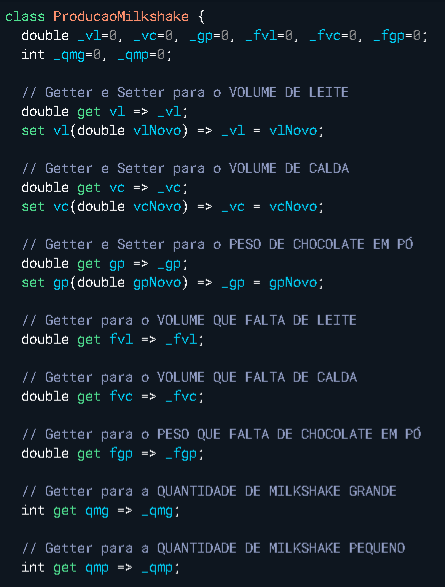 class ProducaoMilkshake {
double _vl=0, _vc=0, _gp=0, _fvl=0, _fvc=0, _fgp=0;
int _qmg=0, _qmp=0;
// Getter e Setter para o VOLUME DE LEITE
double get vl => _vl;
set vl(double vlNovo) => _vl = vlNovo;
// Getter e Setter para o VOLUME DE CALDA
double get vc => _vc;
set vc(double vcNovo) => _vc = vcNovo;
// Getter e Setter para o PESO DE CHOCOLATE EM PÓ
double get gp => _gp;
set gp(double gpNovo) => _gp = gpNovo;
// Getter para o VOLUME QUE FALTA DE LEITE
double get fvl => _fvl;
// Getter para o VOLUME QUE FALTA DE CALDA
double get fvc => _fvc;
// Getter para o PESO QUE FALTA DE CHOCOLATE EM PÓ
double get fgp => _fgp;
// Getter para a QUANTIDADE DE MILKSHAKE GRANDE
int get qmg => _qmg;
// Getter para a QUANTIDADE DE MILKSHAKE PEQUENO
int get qmp => _qmp;